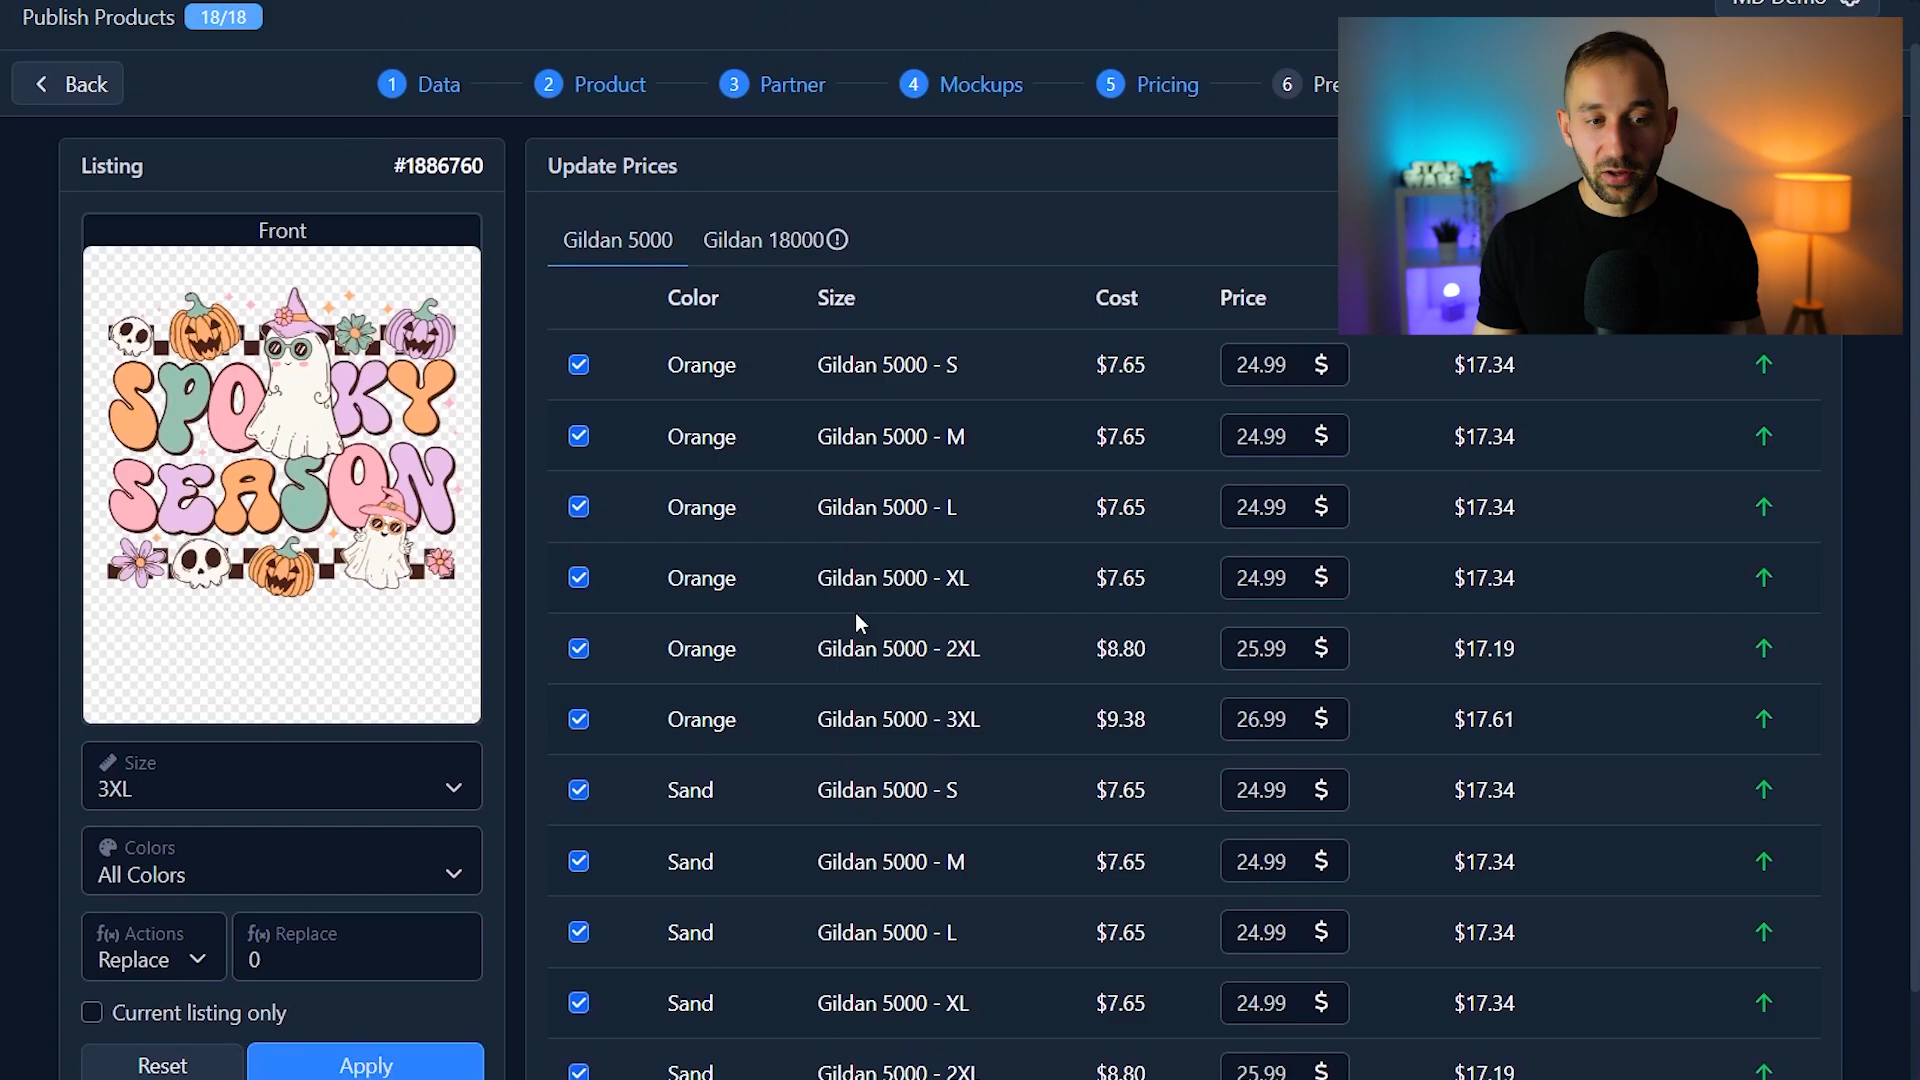 Publish Products 18/18
MD Demo
Back
1 Data
2 Product
3 Partner
4 Mockups
5 Pricing
6 Pre
Listing #1886760
Front
SPOOKY
SEASON
Size
3XL
Colors
All Colors
f(x) Actions
Replace
f(x) Replace
0
Current listing only
Reset
Apply
Update Prices
Gildan 5000
Gildan 18000
Color Size Cost Price
Orange Gildan 5000 - S $7.65 24.99 $ $17.34
Orange Gildan 5000 - M $7.65 24.99 $ $17.34
Orange Gildan 5000 - L $7.65 24.99 $ $17.34
Orange Gildan 5000 - XL $7.65 24.99 $ $17.34
Orange Gildan 5000 - 2XL $8.80 25.99 $ $17.19
Orange Gildan 5000 - 3XL $9.38 26.99 $ $17.61
Sand Gildan 5000 - S $7.65 24.99 $ $17.34
Sand Gildan 5000 - M $7.65 24.99 $ $17.34
Sand Gildan 5000 - L $7.65 24.99 $ $17.34
Sand Gildan 5000 - XL $7.65 24.99 $ $17.34
Sand Gildan 5000 - 2XL $8.80 25.99 $ $17.19
STAR
WARS